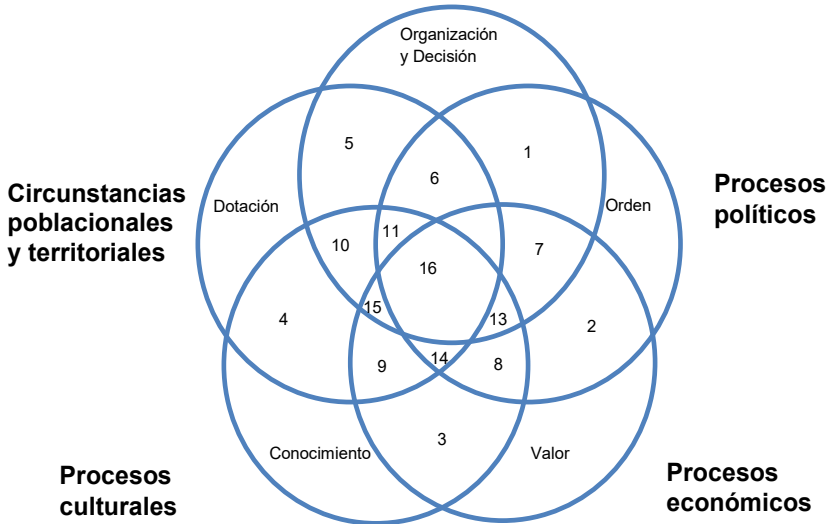 Organización
y Decisión
5
1
6
Circunstancias
poblacionales
y territoriales
Dotación
Orden
Procesos
políticos
11
10
7
16
15
13
4
2
14
9
8
3
Conocimiento
Valor
Procesos
culturales
Procesos
económicos